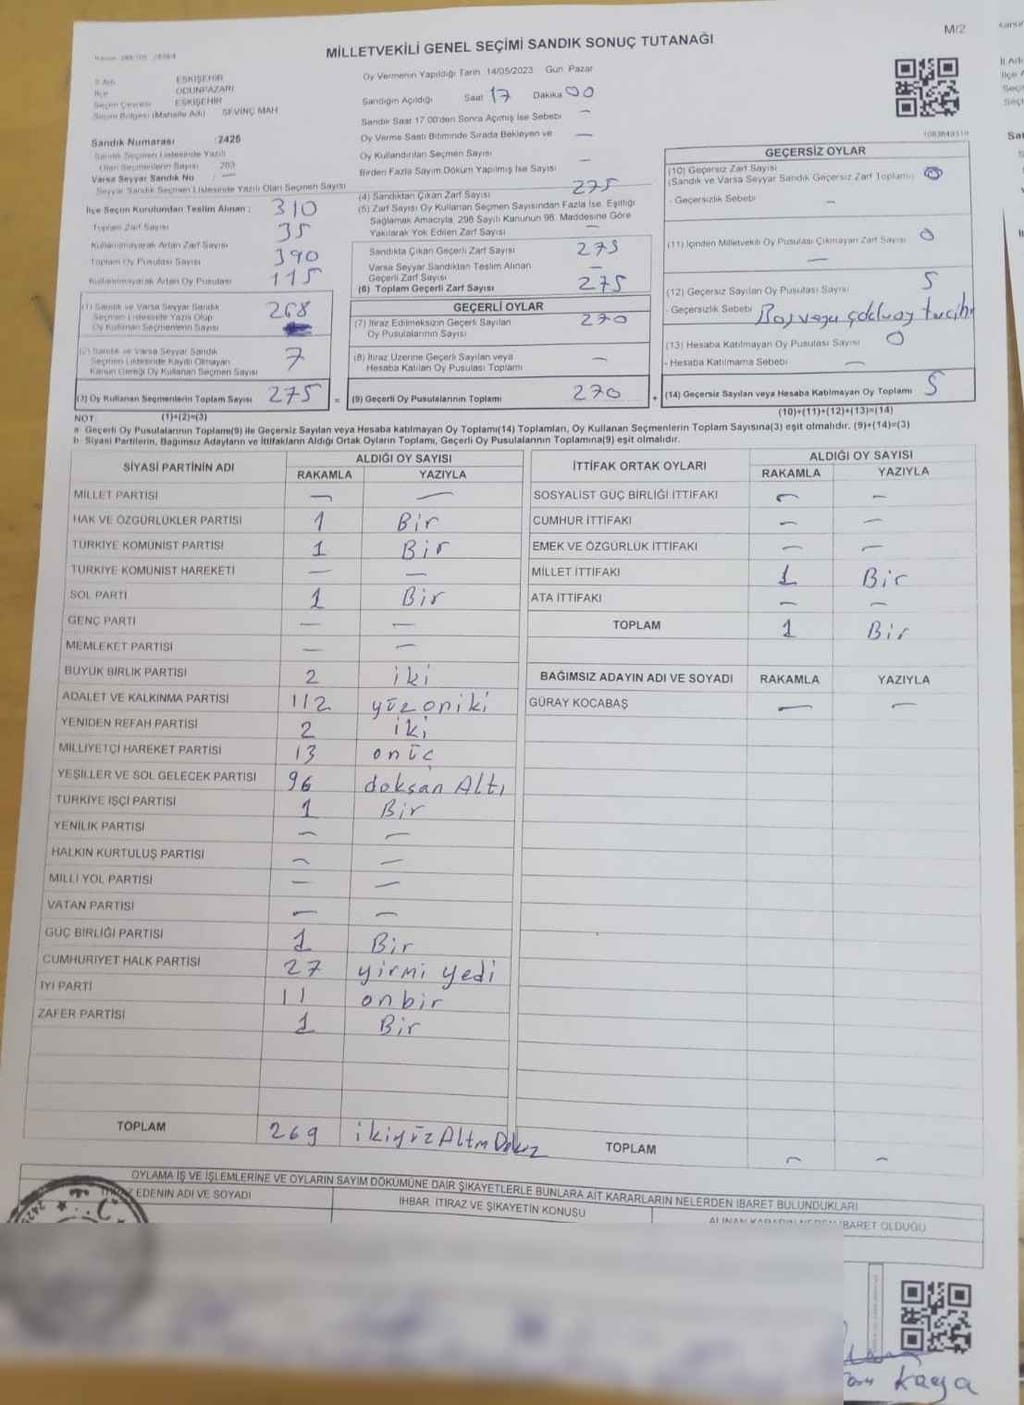 M/2
MİLLETVEKİLİ GENEL SEÇİMİ SANDIK SONUÇ TUTANAĞI
İl Adı ESKİŞEHİR
İlçe ODUNPAZARI
Seçim Çevresi ESKİŞEHİR
Seçim Bölgesi (Mahalle Adı) SEVİNÇ MAH
Oy Vermenin Yapıldığı Tarih 14/05/2023 Gün Pazar
Sandığın Açıldığı Saat 17 Dakika 00
Sandık Saat 17.00'den Sonra Açılmış İse Sebebi —
Oy Verme Saati Bitiminde Sırada Bekleyen ve
Oy Kullandırılan Seçmen Sayısı —
Birden Fazla Sayım Döküm Yapılmış İse Sayısı —
Sandık Numarası : 2426
Sandık Seçmen Listesinde Yazılı
Olan Seçmenlerin Sayısı 283
Varsa Seyyar Sandık No : —
Seyyar Sandık Seçmen Listesinde Yazılı Olan Seçmen Sayısı
İlçe Seçim Kurulundan Teslim Alınan : 310
Toplam Zarf Sayısı
Kullanılmayarak Artan Zarf Sayısı 35
Toplam Oy Pusulası Sayısı 390
Kullanılmayarak Artan Oy Pusulası 115
(1) Sandık ve Varsa Seyyar Sandık
Seçmen Listesinde Yazılı Olup
Oy Kullanan Seçmenlerin Sayısı 268
(2) Sandık ve Varsa Seyyar Sandık
Seçmen Listesinde Kayıtlı Olmayan
Kanun Gereği Oy Kullanan Seçmen Sayısı 7
(3) Oy Kullanan Seçmenlerin Toplam Sayısı 275 =
(1)+(2)=(3)
(4) Sandıktan Çıkan Zarf Sayısı 275
(5) Zarf Sayısı Oy Kullanan Seçmen Sayısından Fazla İse, Eşitliği
Sağlamak Amacıyla, 298 Sayılı Kanunun 98. Maddesine Göre
Yakılarak Yok Edilen Zarf Sayısı —
Sandıkta Çıkan Geçerli Zarf Sayısı 275
Varsa Seyyar Sandıktan Teslim Alınan
Geçerli Zarf Sayısı —
(6) Toplam Geçerli Zarf Sayısı 275
GEÇERLİ OYLAR
(7) İtiraz Edilmeksizin Geçerli Sayılan
Oy Pusulalarının Sayısı 270
(8) İtiraz Üzerine Geçerli Sayılan veya
Hesaba Katılan Oy Pusulası Toplamı —
(9) Geçerli Oy Pusulalarının Toplamı 270 +
1083848510
GEÇERSİZ OYLAR
(10) Geçersiz Zarf Sayısı
(Sandık ve Varsa Seyyar Sandık Geçersiz Zarf Toplamı) 0
- Geçersizlik Sebebi —
(11) İçinden Milletvekili Oy Pusulası Çıkmayan Zarf Sayısı 0
—
(12) Geçersiz Sayılan Oy Pusulası Sayısı 5
- Geçersizlik Sebebi Boş veya çoklu oy tercih
(13) Hesaba Katılmayan Oy Pusulası Sayısı 0
- Hesaba Katılmama Sebebi —
(14) Geçersiz Sayılan veya Hesaba Katılmayan Oy Toplamı 5
(10)+(11)+(12)+(13)=(14)
NOT
a- Geçerli Oy Pusulalarının Toplamı(9) ile Geçersiz Sayılan veya Hesaba katılmayan Oy Toplamı(14) Toplamları, Oy Kullanan Seçmenlerin Toplam Sayısına(3) eşit olmalıdır. (9)+(14)=(3)
b- Siyasi Partilerin, Bağımsız Adayların ve İttifakların Aldığı Ortak Oyların Toplamı, Geçerli Oy Pusulalarının Toplamına(9) eşit olmalıdır.
SİYASİ PARTİNİN ADI ALDIĞI OY SAYISI
RAKAMLA YAZIYLA
MİLLET PARTİSİ — —
HAK VE ÖZGÜRLÜKLER PARTİSİ 1 Bir
TÜRKİYE KOMÜNİST PARTİSİ 1 Bir
TÜRKİYE KOMÜNİST HAREKETİ — —
SOL PARTİ 1 Bir
GENÇ PARTİ — —
MEMLEKET PARTİSİ — —
BÜYÜK BİRLİK PARTİSİ 2 iki
ADALET VE KALKINMA PARTİSİ 112 yüzoniki
YENİDEN REFAH PARTİSİ 2 iki
MİLLİYETÇİ HAREKET PARTİSİ 13 onüç
YEŞİLLER VE SOL GELECEK PARTİSİ 96 doksan Altı
TÜRKİYE İŞÇİ PARTİSİ 1 Bir
YENİLİK PARTİSİ — —
HALKIN KURTULUŞ PARTİSİ — —
MİLLİ YOL PARTİSİ — —
VATAN PARTİSİ — —
GÜÇ BİRLİĞİ PARTİSİ 1 Bir
CUMHURİYET HALK PARTİSİ 27 yirmi yedi
İYİ PARTİ 11 onbir
ZAFER PARTİSİ 1 Bir
TOPLAM 269 ikiyüzAltmDokuz
İTTİFAK ORTAK OYLARI ALDIĞI OY SAYISI
RAKAMLA YAZIYLA
SOSYALİST GÜÇ BİRLİĞİ İTTİFAKI — —
CUMHUR İTTİFAKI — —
EMEK VE ÖZGÜRLÜK İTTİFAKI — —
MİLLET İTTİFAKI 1 Bir
ATA İTTİFAKI — —
TOPLAM 1 Bir
BAĞIMSIZ ADAYIN ADI VE SOYADI RAKAMLA YAZIYLA
GÜRAY KOCABAŞ — —
TOPLAM — —
OYLAMA İŞ VE İŞLEMLERİNE VE OYLARIN SAYIM DÖKÜMÜNE DAİR ŞİKAYETLERLE BUNLARA AİT KARARLARIN NELERDEN İBARET BULUNDUKLARI
EDENİN ADI VE SOYADI İHBAR, İTİRAZ VE ŞİKAYETİN KONUSU İBARET OLDUĞU
Kaya